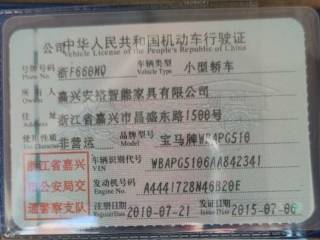 中华人民共和国机动车行驶证
Vehicle License of the People's Republic of China
号牌号码 浙F660MQ 车辆类型 小型轿车
Plate No. Vehicle Type
所有人 嘉兴安络智能家具有限公司
住址 浙江省嘉兴市昌盛东路1500号
使用性质 非营运 品牌型号 宝马牌WBAPG510
浙江省嘉兴
市公安局交
通警察支队
车辆识别代号 WBAPG5106AA842341
VIN
发动机号码 A4441728N46B20E
Engine No.
注册日期 2010-07-21 发证日期 2015-07-06
Register Date Issue Date